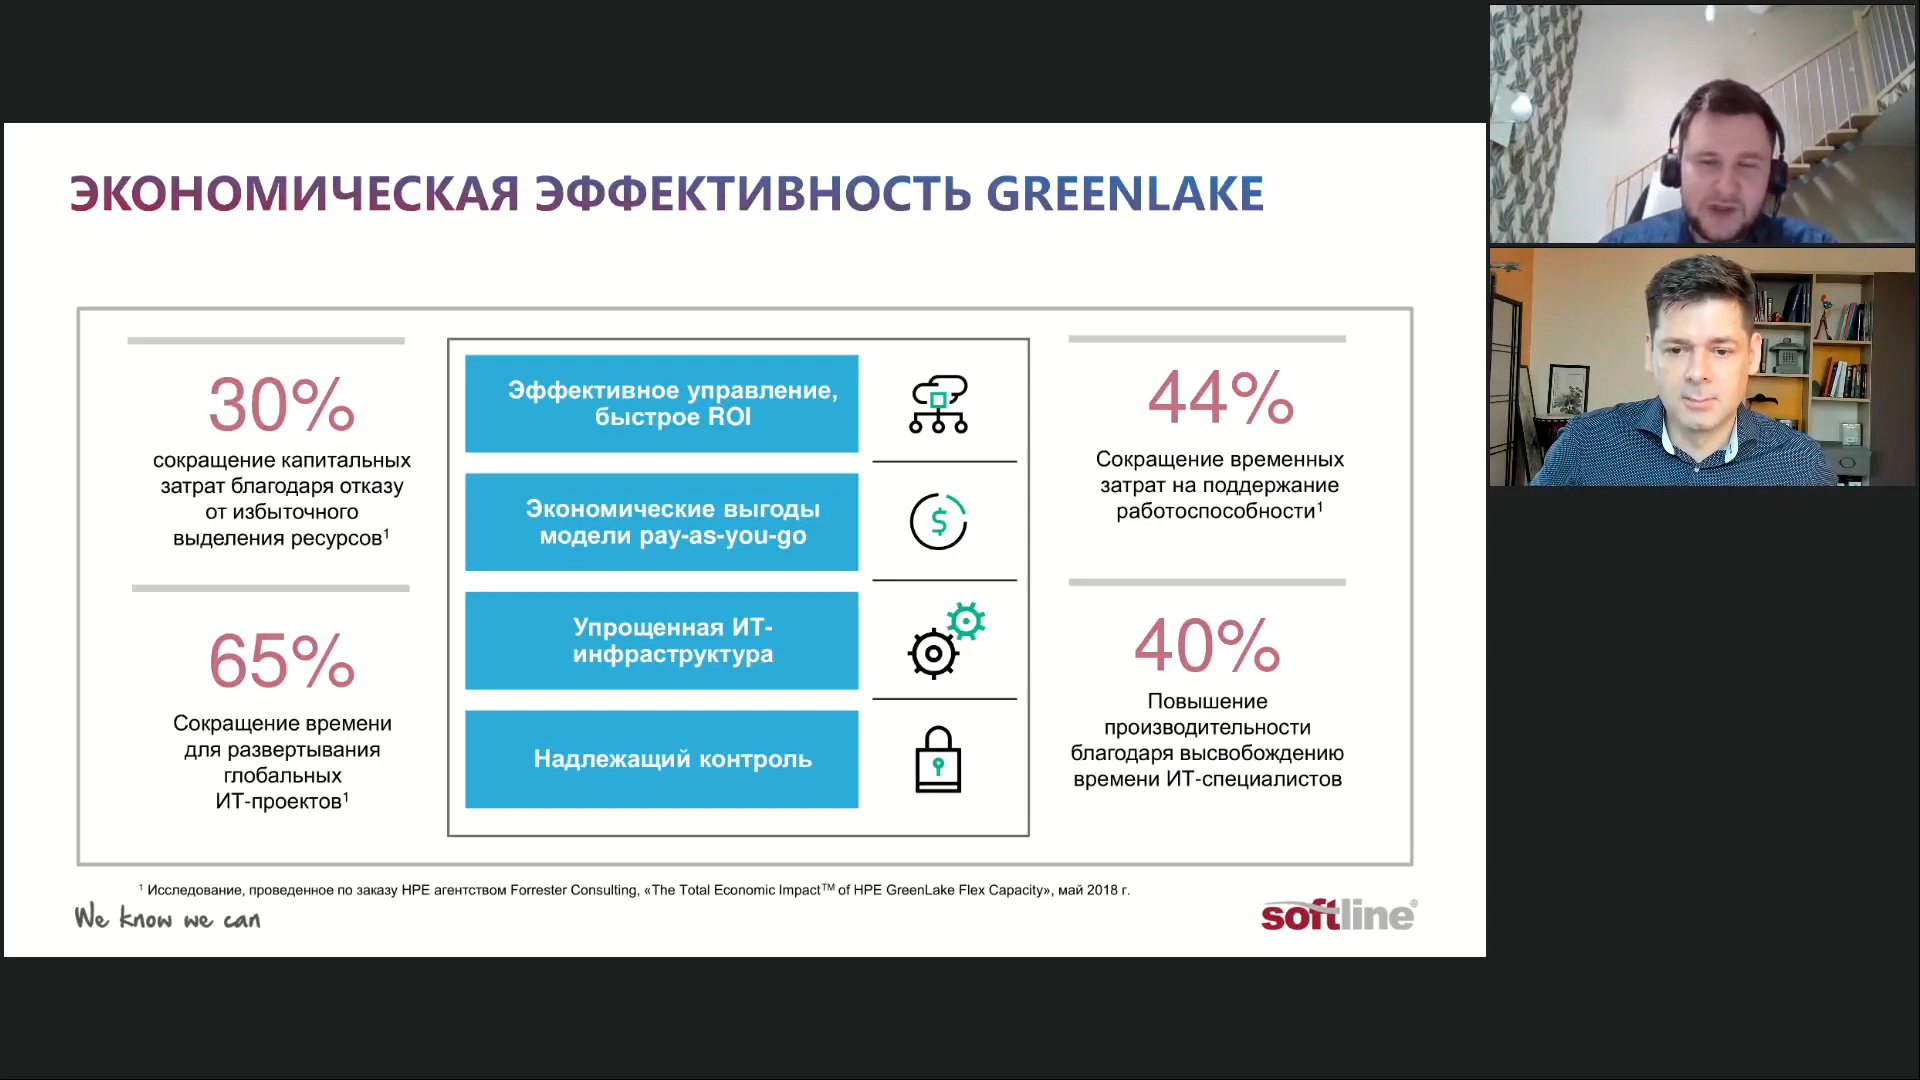 ЭКОНОМИЧЕСКАЯ ЭФФЕКТИВНОСТЬ GREENLAKE
30%
сокращение капитальных
затрат благодаря отказу
от избыточного
выделения ресурсов¹
65%
Сокращение времени
для развертывания
глобальных
ИТ-проектов¹
Эффективное управление,
быстрое ROI
Экономические выгоды
модели pay-as-you-go
$
Упрощенная ИТ-
инфраструктура
Надлежащий контроль
44%
Сокращение временных
затрат на поддержание
работоспособности¹
40%
Повышение
производительности
благодаря высвобождению
времени ИТ-специалистов
¹ Исследование, проведенное по заказу HPE агентством Forrester Consulting, «The Total Economic Impact™ of HPE GreenLake Flex Capacity», май 2018 г.
We know we can
softline®